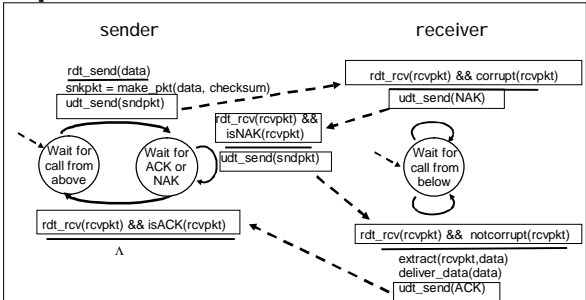 sender
receiver
rdt_send(data)
snkpkt = make_pkt(data, checksum)
udt_send(sndpkt)
rdt_rcv(rcvpkt) && corrupt(rcvpkt)
udt_send(NAK)
rdt_rcv(rcvpkt) &&
isNAK(rcvpkt)
udt_send(sndpkt)
Wait for
call from
above
Wait for
ACK or
NAK
Wait for
call from
below
rdt_rcv(rcvpkt) && isACK(rcvpkt)
Λ
rdt_rcv(rcvpkt) && notcorrupt(rcvpkt)
extract(rcvpkt,data)
deliver_data(data)
udt_send(ACK)